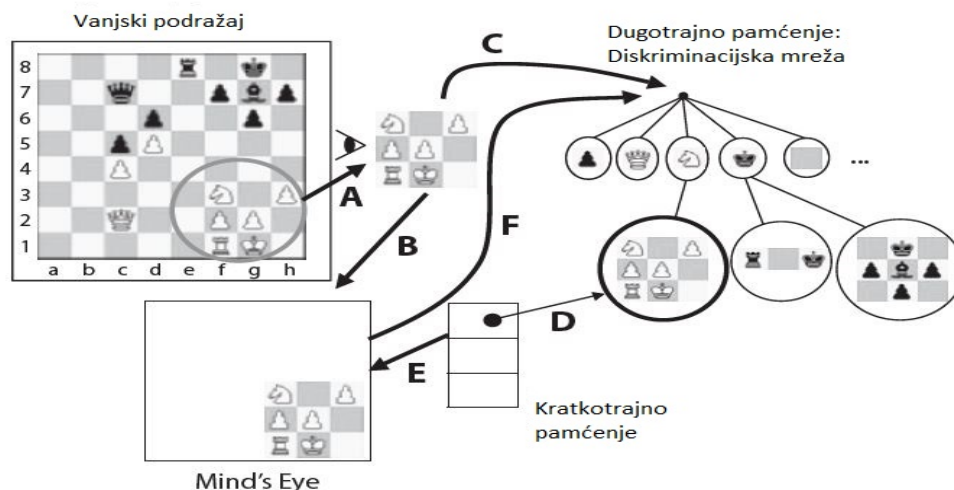 Vanjski podražaj
8
7
6
5
4
3
2
1
a b c d e f g h
A
B
C
Dugotrajno pamćenje:
Diskriminacijska mreža
...
F
D
E
Kratkotrajno
pamćenje
Mind's Eye